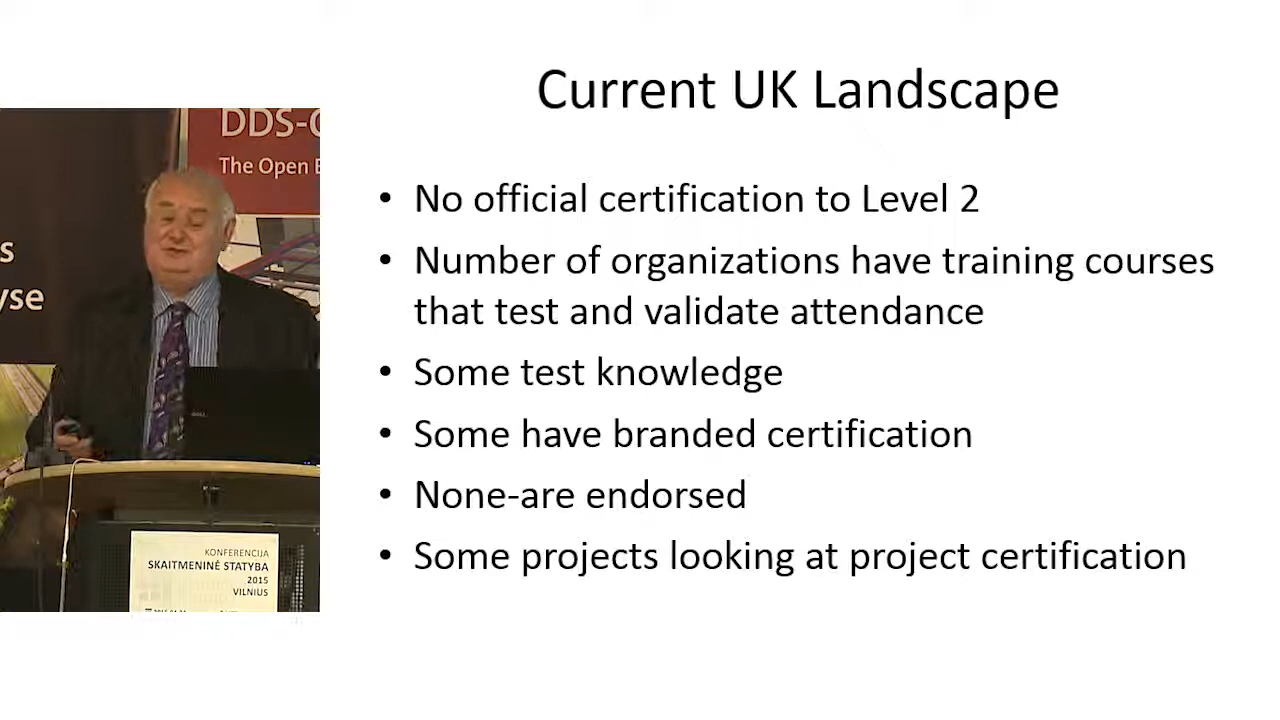 Current UK Landscape
• No official certification to Level 2
• Number of organizations have training courses
that test and validate attendance
• Some test knowledge
• Some have branded certification
• None-are endorsed
• Some projects looking at project certification
The Open
KONFERENCIJA
SKAITMENINĖ STATYBA
2015
VILNIUS
DELL